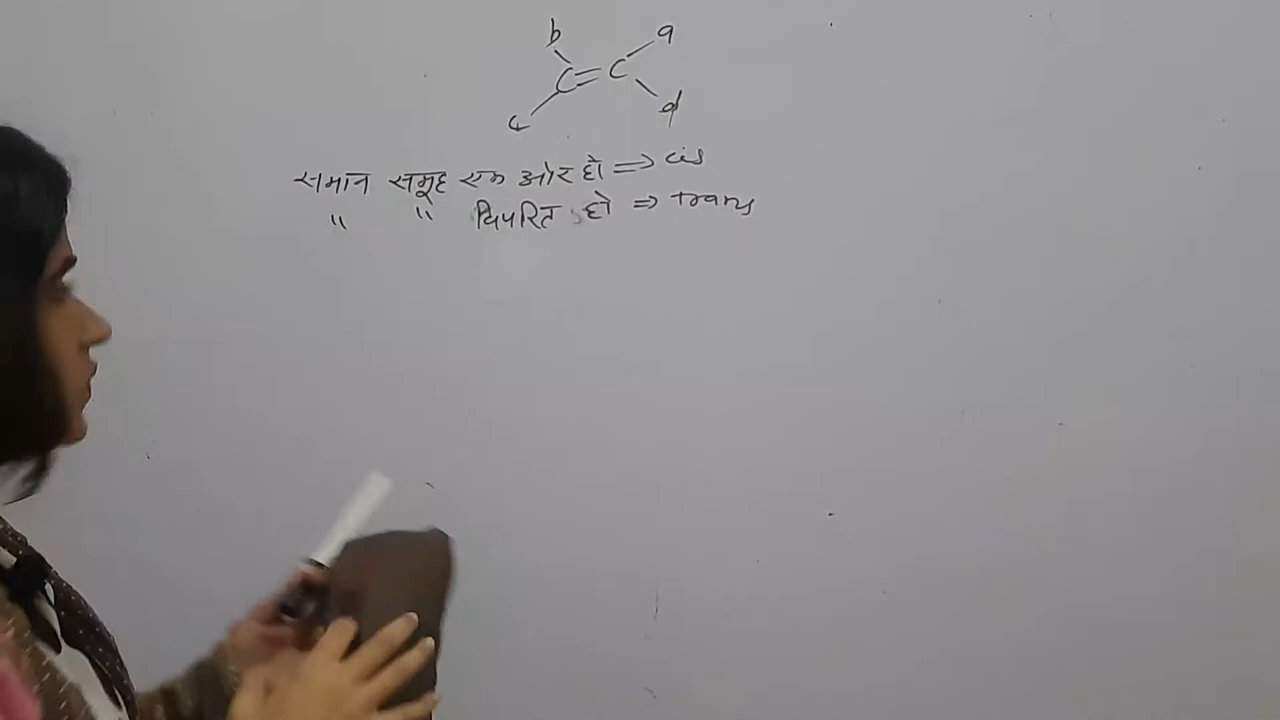 b a
C=C
d
समान समूह एक ओर हो ⇒ cis
" " विपरित हो ⇒ trans